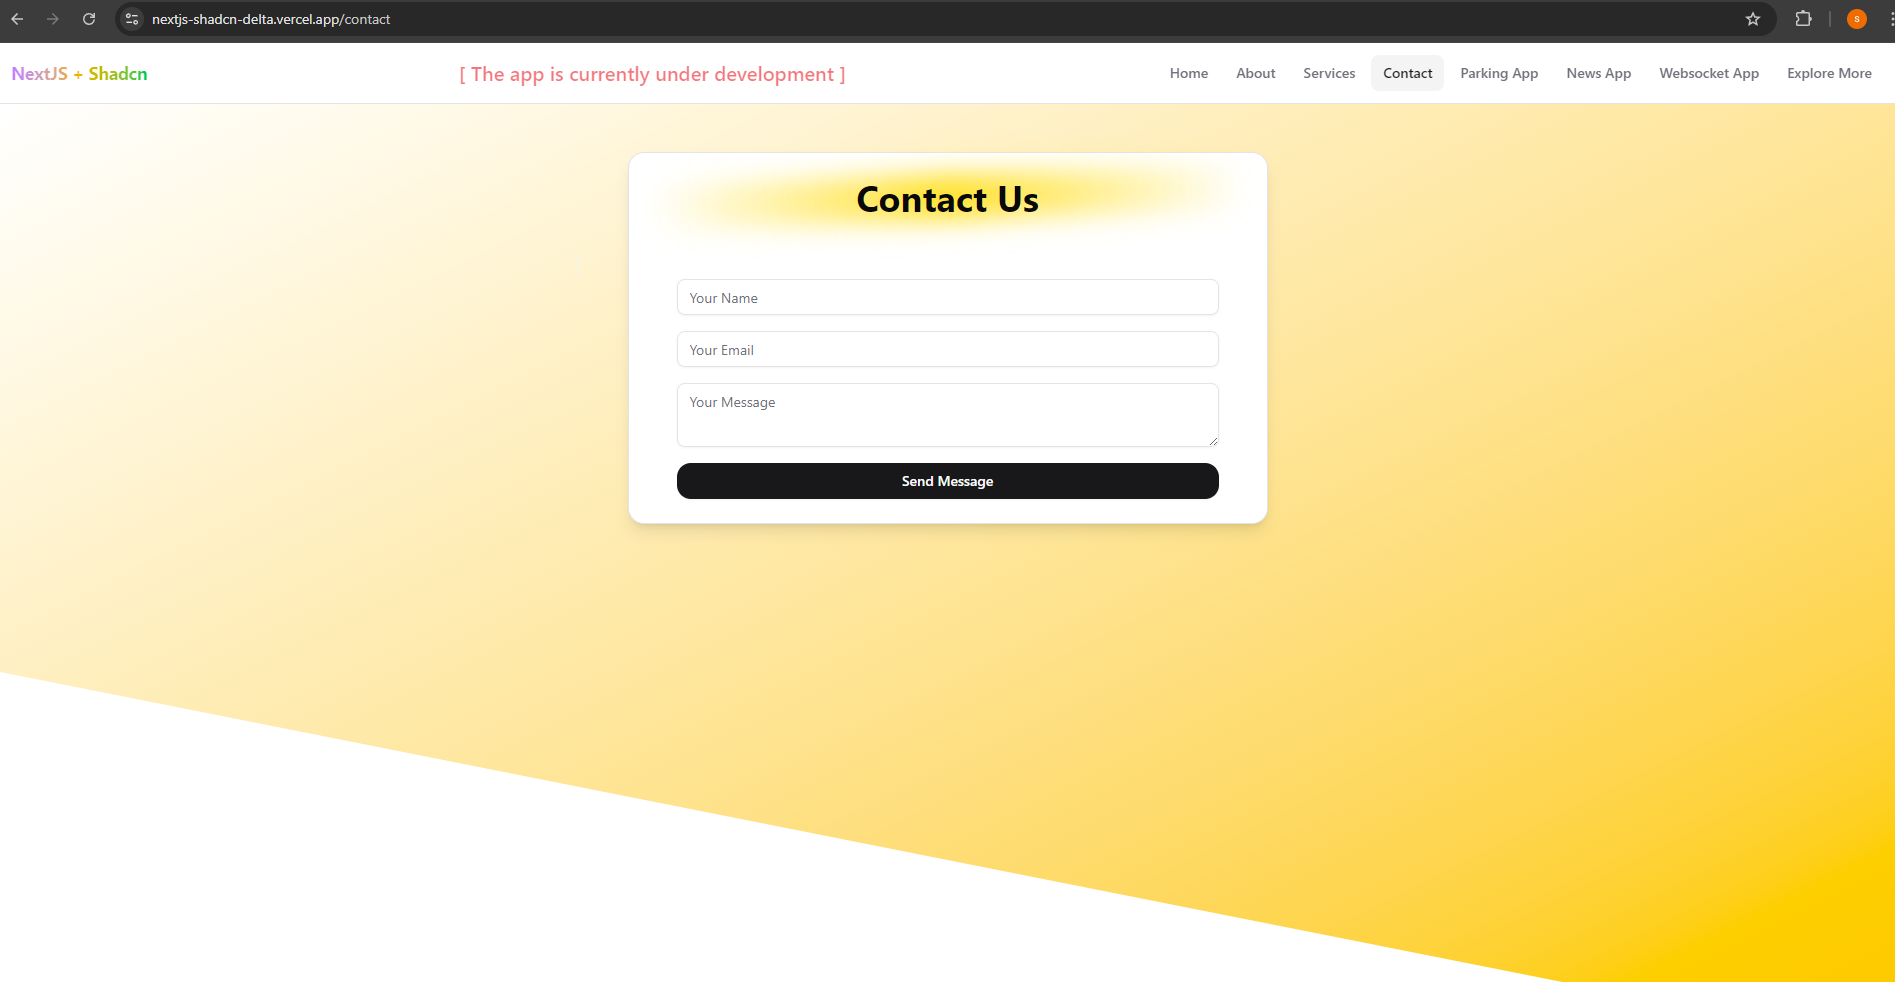 nextjs-shadcn-delta.vercel.app/contact
S
NextJS + Shadcn
[ The app is currently under development ]
Home About Services Contact Parking App News App Websocket App Explore More
Contact Us
Your Name
Your Email
Your Message
Send Message